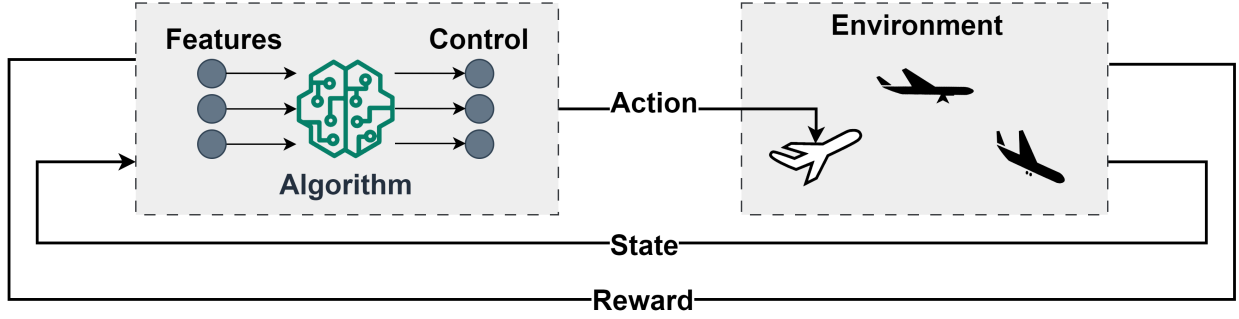 Features
Control
Algorithm
Action
Environment
State
Reward